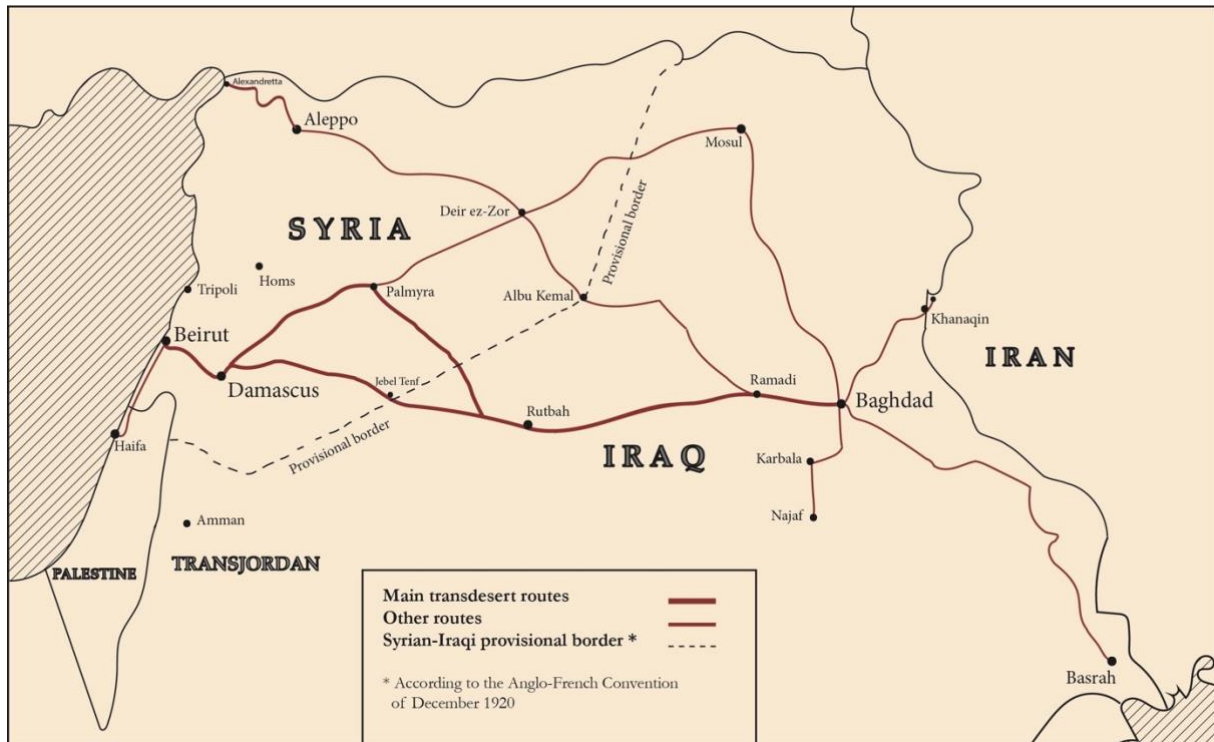 Alexandretta
Aleppo
Mosul
Deir ez-Zor
SYRIA
Provisional border
Homs
Tripoli
Palmyra
Albu Kemal
Khanaqin
Beirut
IRAN
Damascus
Jebel Tenf
Ramadi
Baghdad
Rutbah
Haifa
Provisional border
IRAQ
Karbala
Najaf
Amman
TRANSJORDAN
PALESTINE
Main transdesert routes
Other routes
Syrian-Iraqi provisional border *
* According to the Anglo-French Convention
of December 1920
Basrah